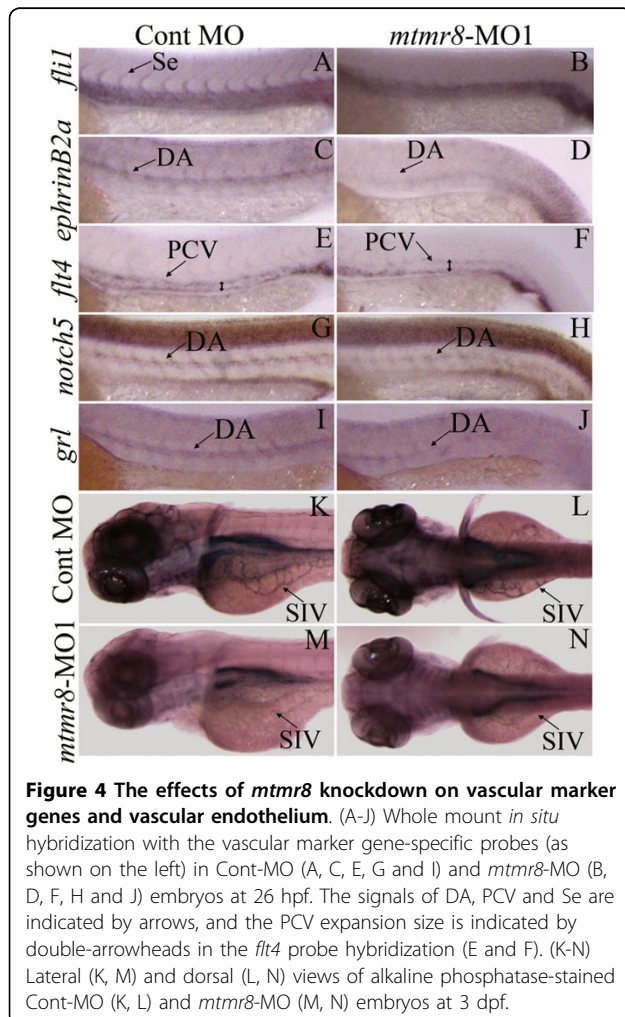 Cont MO
mtmr8-MO1
fli1
Se
A
B
ephrinB2a
DA
C
DA
D
flt4
PCV
E
PCV
F
notch5
DA
G
DA
H
grl
DA
I
DA
J
Cont MO
K
SIV
L
SIV
mtmr8-MO1
M
SIV
N
SIV
Figure 4 The effects of mtmr8 knockdown on vascular marker
genes and vascular endothelium. (A-J) Whole mount in situ
hybridization with the vascular marker gene-specific probes (as
shown on the left) in Cont-MO (A, C, E, G and I) and mtmr8-MO (B,
D, F, H and J) embryos at 26 hpf. The signals of DA, PCV and Se are
indicated by arrows, and the PCV expansion size is indicated by
double-arrowheads in the flt4 probe hybridization (E and F). (K-N)
Lateral (K, M) and dorsal (L, N) views of alkaline phosphatase-stained
Cont-MO (K, L) and mtmr8-MO (M, N) embryos at 3 dpf.